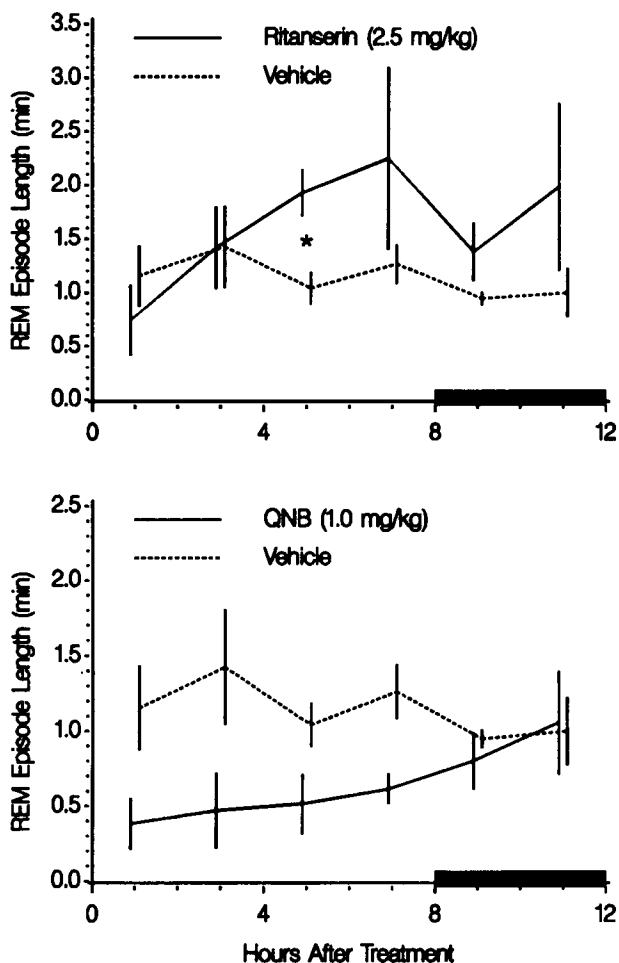 3.5
Ritanserin (2.5 mg/kg)
3.0
Vehicle
2.5
2.0
1.5
*
1.0
0.5
0.0
REM Episode Length (min)
0 4 8 12
2.5
QNB (1.0 mg/kg)
2.0
Vehicle
1.5
1.0
0.5
0.0
REM Episode Length (min)
0 4 8 12
Hours After Treatment